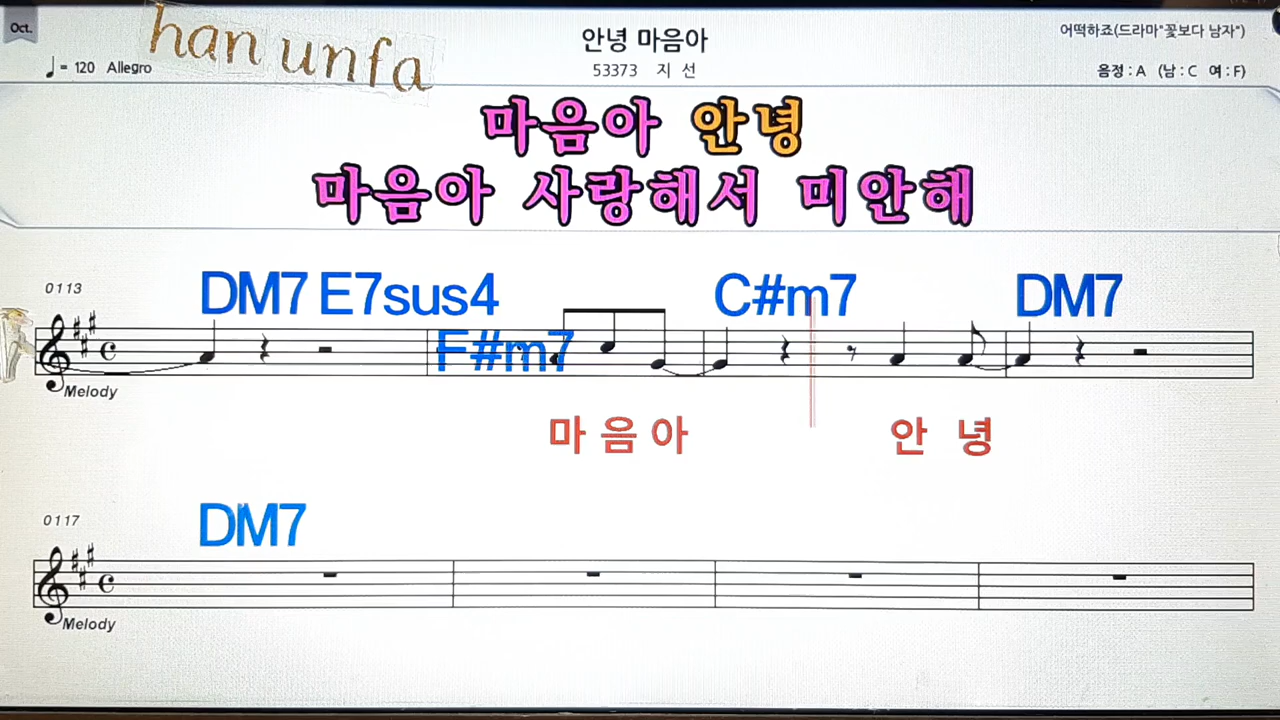 Oct.
han unfa
안녕 마음아
어떡하죠(드라마"꽃보다 남자")
♩= 120 Allegro
53373 지 선
음정 : A (남 : C 여 : F)
마음아 안녕
마음아 사랑해서 미안해
0113
DM7 E7sus4 F#m7 C#m7 DM7
Melody
마 음 아 안 녕
0117
DM7
Melody